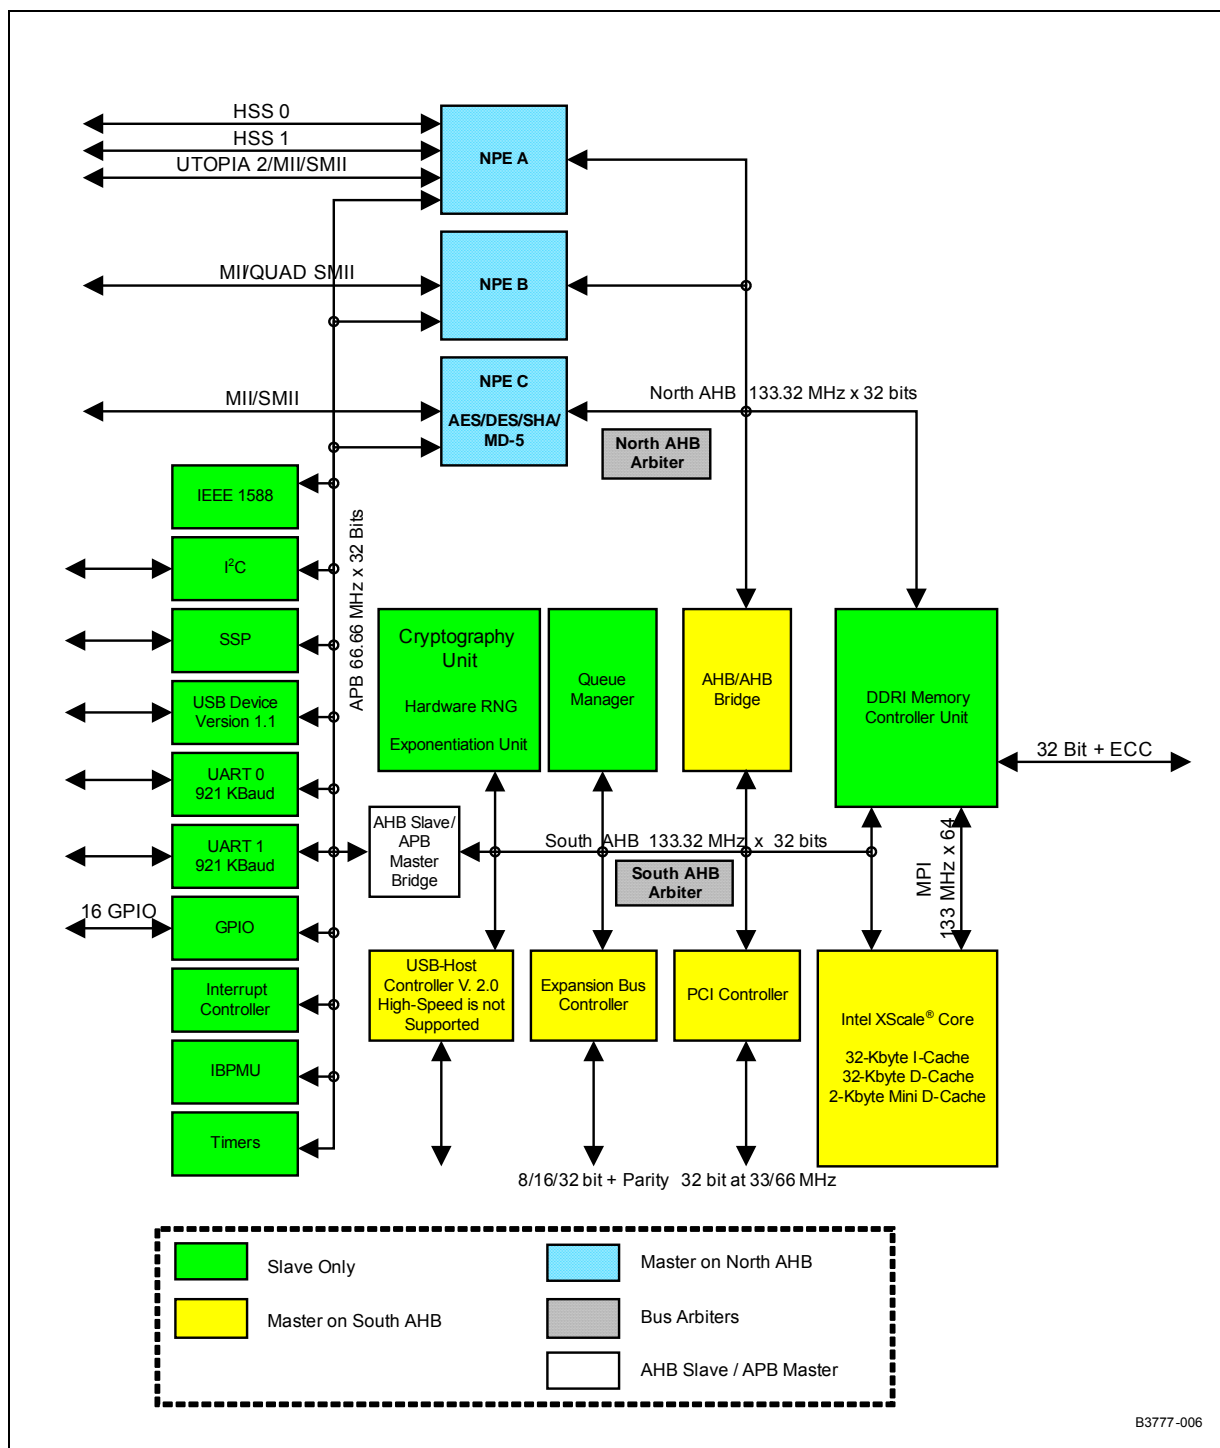 HSS 0
HSS 1
UTOPIA 2/MII/SMII
NPE A
MII/QUAD SMII
NPE B
MII/SMII
NPE C
AES/DES/SHA/
MD-5
North AHB 133.32 MHz x 32 bits
North AHB
Arbiter
APB 66.66 MHz x 32 Bits
IEEE 1588
I²C
SSP
USB Device
Version 1.1
UART 0
921 KBaud
UART 1
921 KBaud
16 GPIO
GPIO
Interrupt
Controller
IBPMU
Timers
Cryptography
Unit
Hardware RNG
Exponentiation Unit
Queue
Manager
AHB/AHB
Bridge
DDRI Memory
Controller Unit
32 Bit + ECC
AHB Slave/
APB
Master
Bridge
South AHB 133.32 MHz x 32 bits
South AHB
Arbiter
MPI
133 MHz x 64
USB-Host
Controller V. 2.0
High-Speed is not
Supported
Expansion Bus
Controller
PCI Controller
Intel XScale® Core
32-Kbyte I-Cache
32-Kbyte D-Cache
2-Kbyte Mini D-Cache
8/16/32 bit + Parity
32 bit at 33/66 MHz
Slave Only
Master on South AHB
Master on North AHB
Bus Arbiters
AHB Slave / APB Master
B3777-006